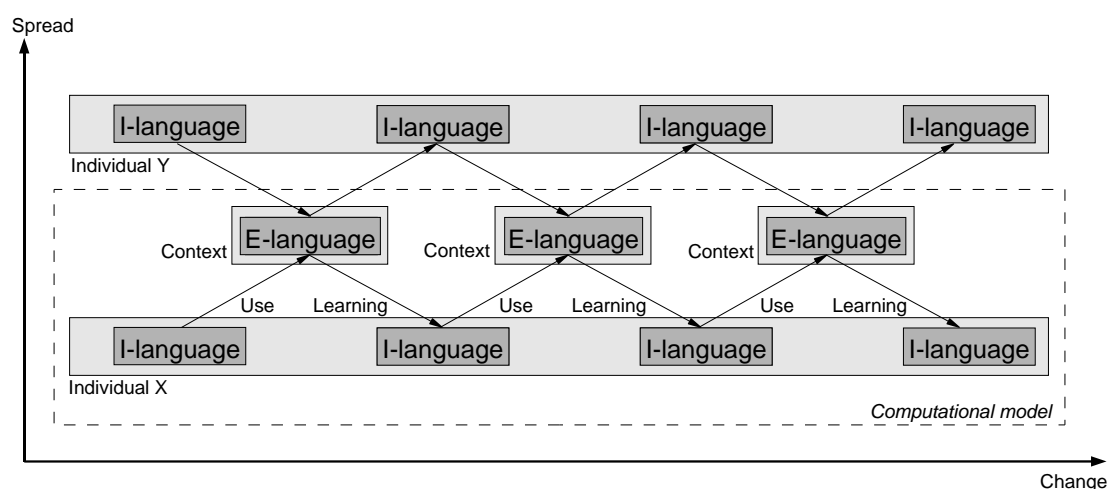 Spread
I-language I-language I-language I-language
Individual Y
Context E-language Context E-language Context E-language
Use Learning Use Learning Use Learning
I-language I-language I-language I-language
Individual X
Computational model
Change